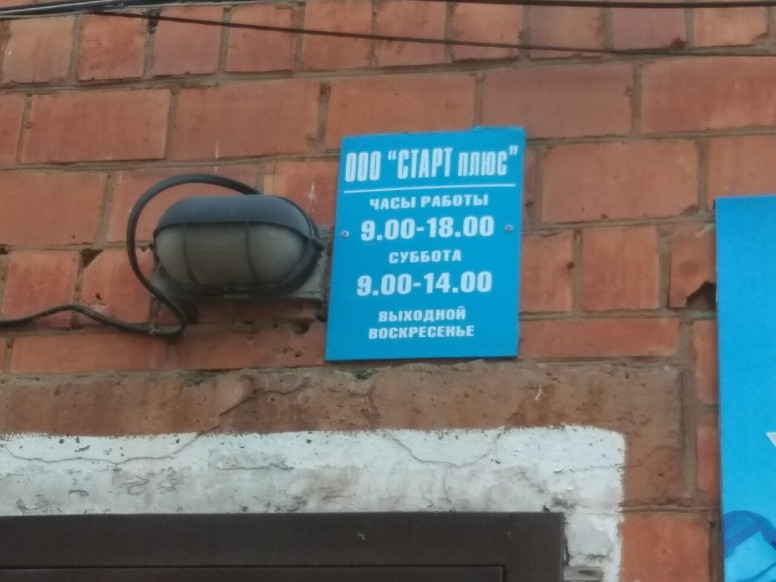 ООО "СТАРТ ПЛЮС"
ЧАСЫ РАБОТЫ
9.00-18.00
СУББОТА
9.00-14.00
ВЫХОДНОЙ
ВОСКРЕСЕНЬЕ